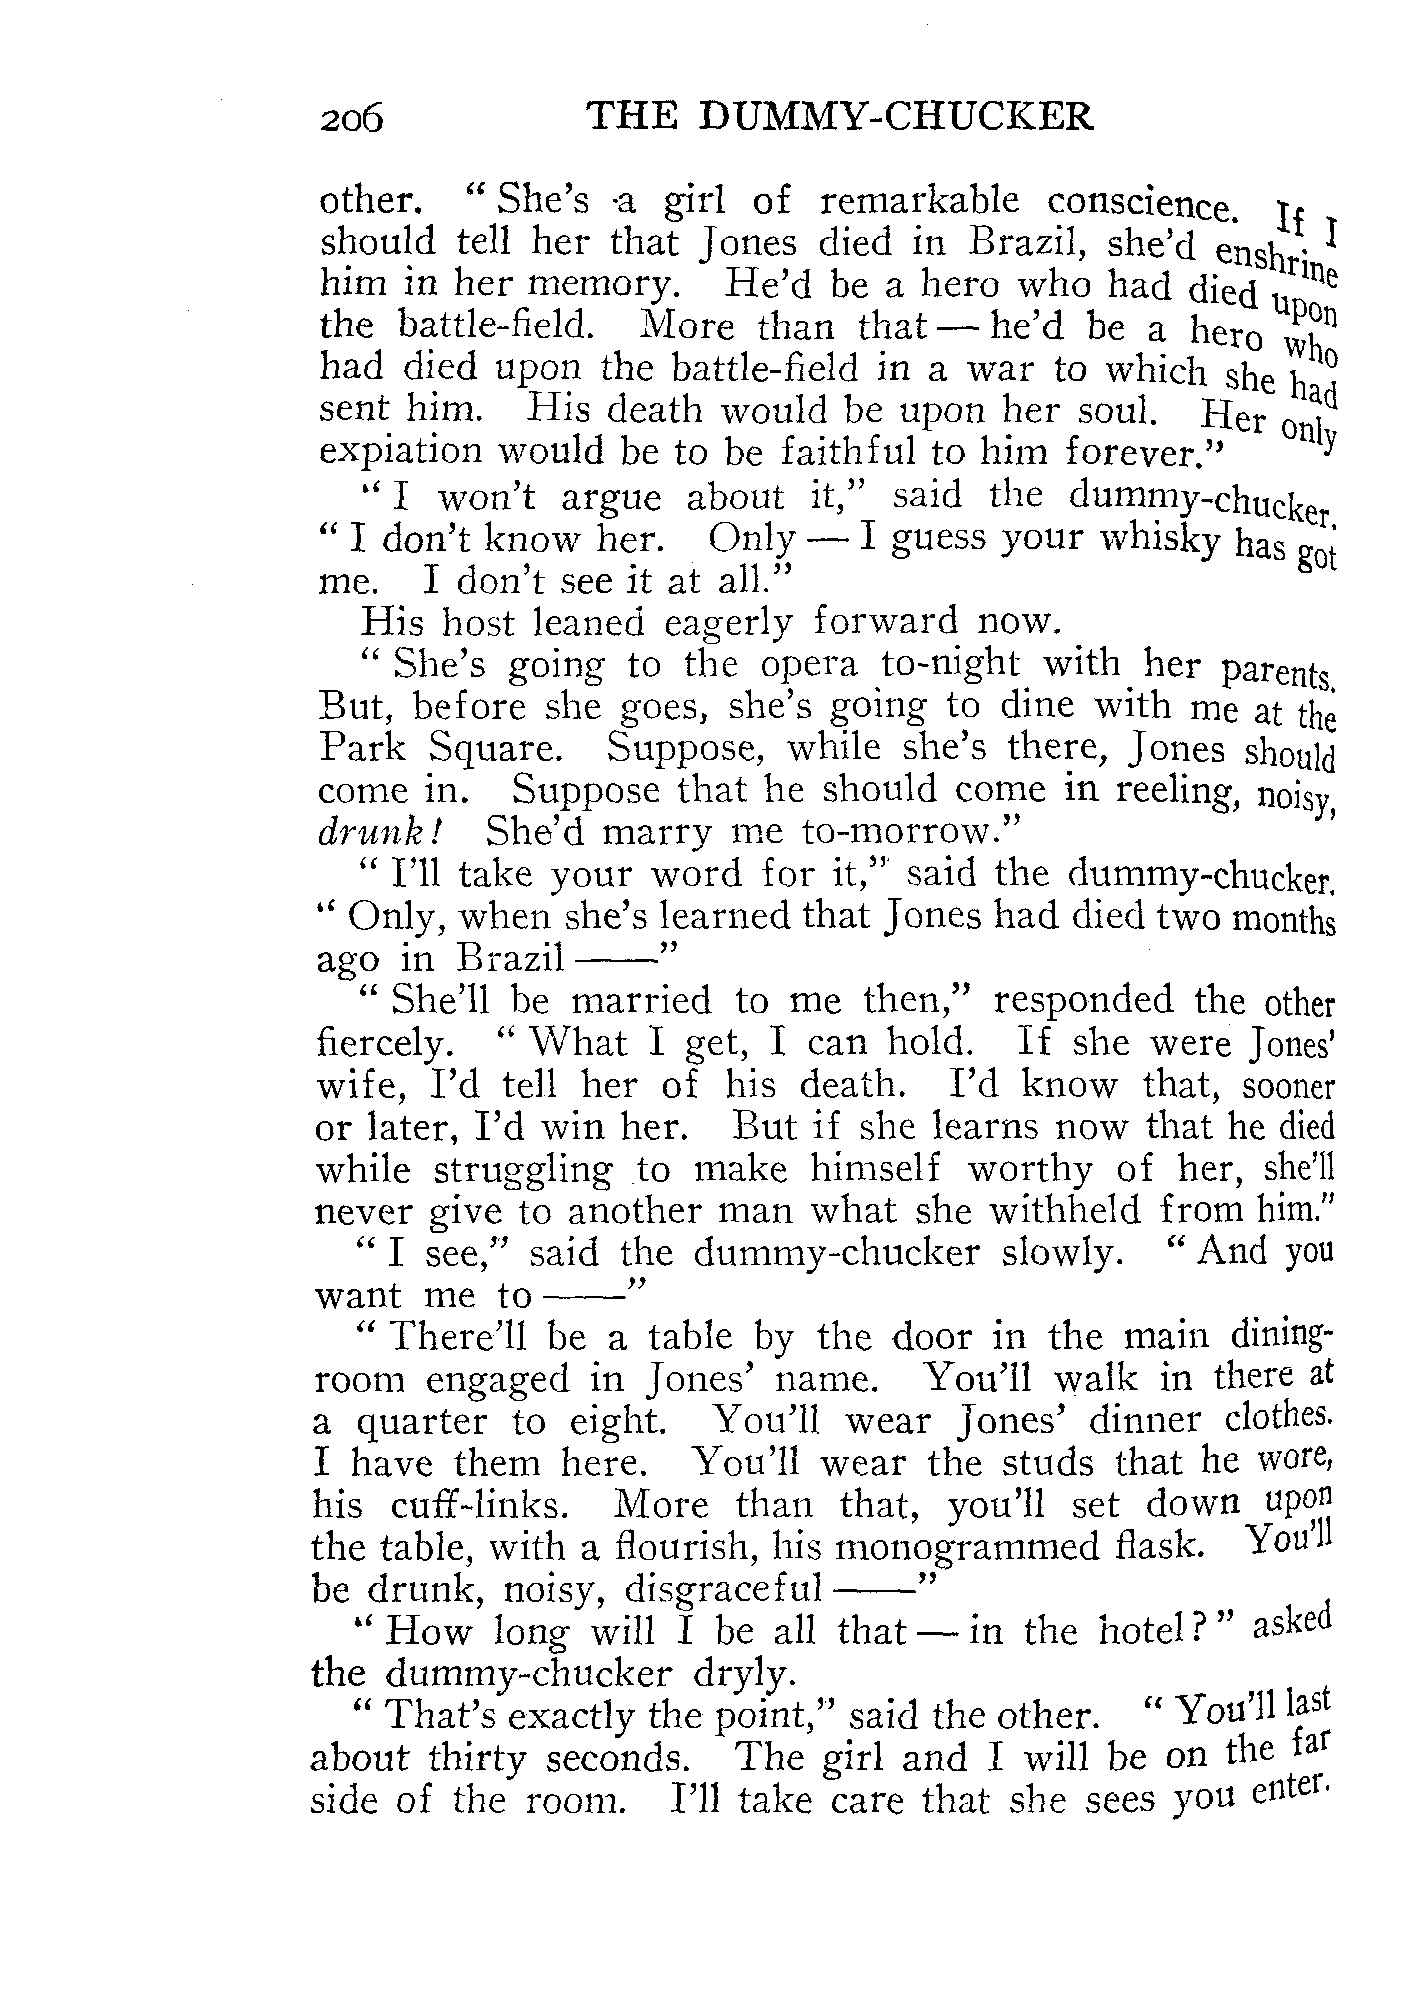 206 THE DUMMY-CHUCKER
other. “ She’s a girl of remarkable conscience. If I
should tell her that Jones died in Brazil, she’d enshrine
him in her memory. He’d be a hero who had died upon
the battle-field. More than that — he’d be a hero who
had died upon the battle-field in a war to which she had
sent him. His death would be upon her soul. Her only
expiation would be to be faithful to him forever.”
“ I won’t argue about it,” said the dummy-chucker.
“ I don’t know her. Only — I guess your whisky has got
me. I don’t see it at all.”
His host leaned eagerly forward now.
“ She’s going to the opera to-night with her parents.
But, before she goes, she’s going to dine with me at the
Park Square. Suppose, while she’s there, Jones should
come in. Suppose that he should come in reeling, noisy,
drunk! She’d marry me to-morrow.”
“ I’ll take your word for it,” said the dummy-chucker.
“ Only, when she’s learned that Jones had died two months
ago in Brazil ——”
“ She’ll be married to me then,” responded the other
fiercely. “ What I get, I can hold. If she were Jones’
wife, I’d tell her of his death. I’d know that, sooner
or later, I’d win her. But if she learns now that he died
while struggling to make himself worthy of her, she’ll
never give to another man what she withheld from him.”
“ I see,” said the dummy-chucker slowly. “ And you
want me to ——”
“ There’ll be a table by the door in the main dining-
room engaged in Jones’ name. You’ll walk in there at
a quarter to eight. You’ll wear Jones’ dinner clothes.
I have them here. You’ll wear the studs that he wore,
his cuff-links. More than that, you’ll set down upon
the table, with a flourish, his monogrammed flask. You’ll
be drunk, noisy, disgraceful ——”
“ How long will I be all that — in the hotel? ” asked
the dummy-chucker dryly.
“ That’s exactly the point,” said the other. “ You’ll last
about thirty seconds. The girl and I will be on the far
side of the room. I’ll take care that she sees you enter.